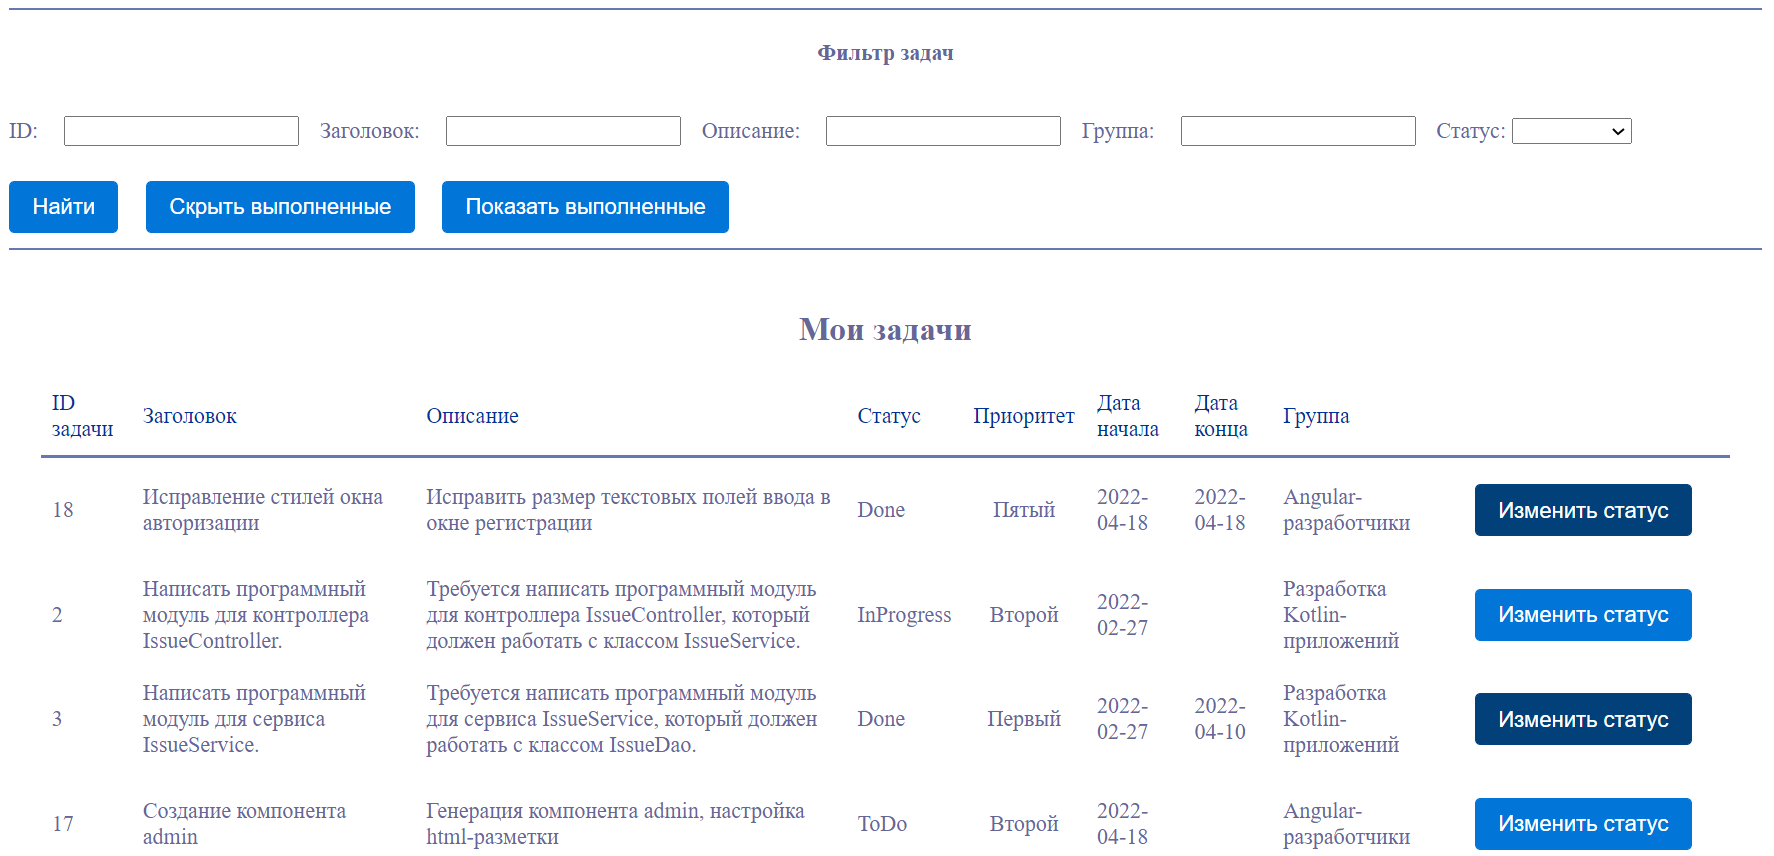 Фильтр задач
ID: Заголовок: Описание: Группа: Статус:
Найти Скрыть выполненные Показать выполненные
Мои задачи
ID задачи Заголовок Описание Статус Приоритет Дата начала Дата конца Группа
18 Исправление стилей окна авторизации Исправить размер текстовых полей ввода в окне регистрации Done Пятый 2022-04-18 2022-04-18 Angular-разработчики Изменить статус
2 Написать программный модуль для контроллера IssueController. Требуется написать программный модуль для контроллера IssueController, который должен работать с классом IssueService. InProgress Второй 2022-02-27 Разработка Kotlin-приложений Изменить статус
3 Написать программный модуль для сервиса IssueService. Требуется написать программный модуль для сервиса IssueService, который должен работать с классом IssueDao. Done Первый 2022-02-27 2022-04-10 Разработка Kotlin-приложений Изменить статус
17 Создание компонента admin Генерация компонента admin, настройка html-разметки ToDo Второй 2022-04-18 Angular-разработчики Изменить статус